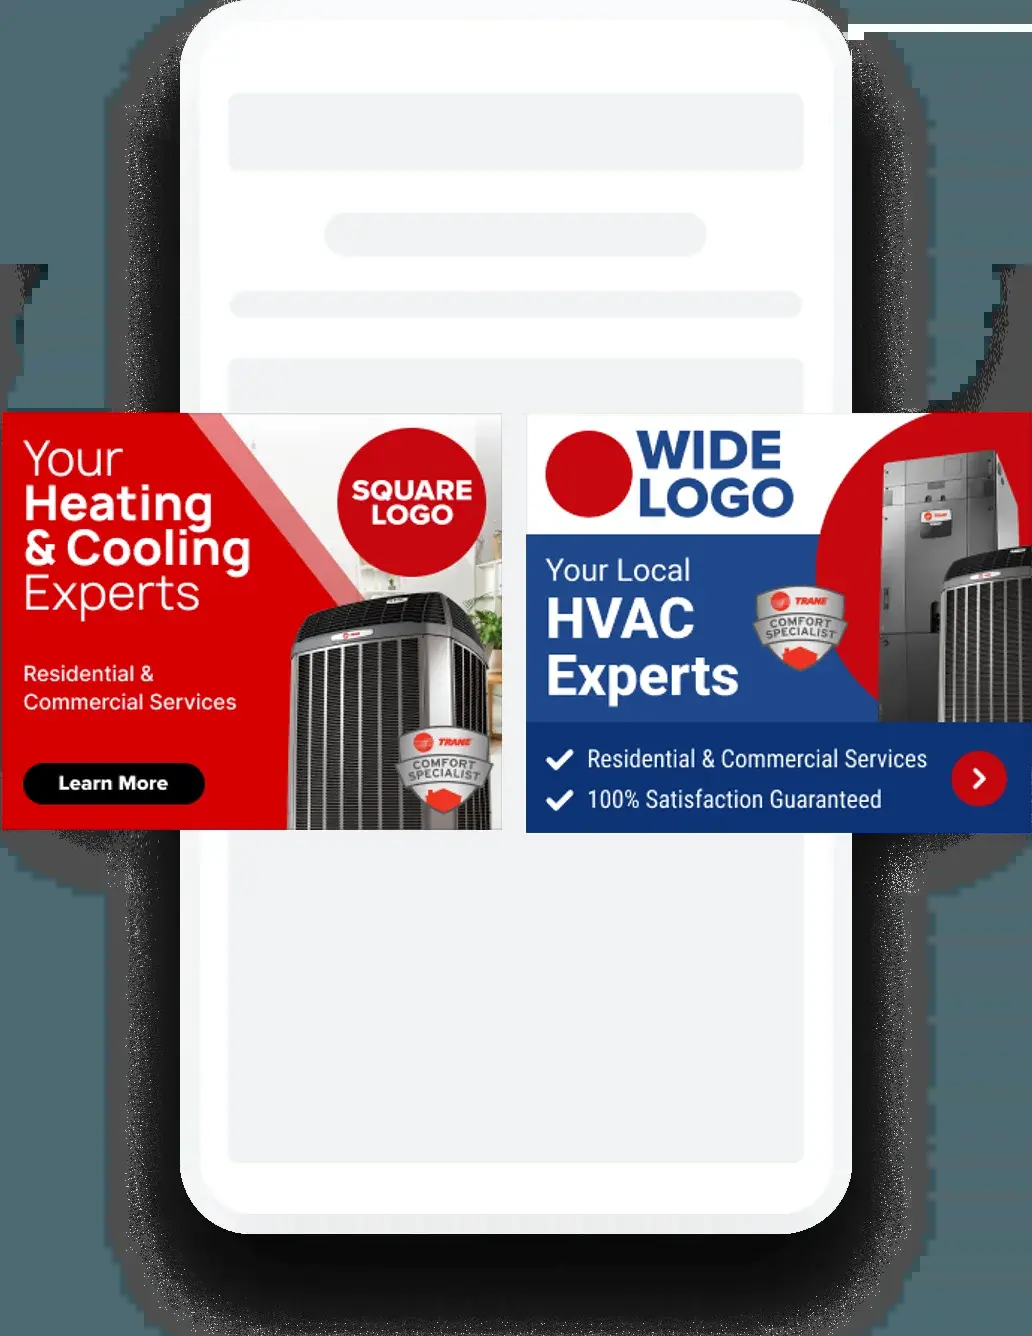 Your
Heating
& Cooling
Experts
SQUARE
LOGO
Residential &
Commercial Services
Learn More
TRANE
COMFORT
SPECIALIST
WIDE
LOGO
Your Local
HVAC
Experts
TRANE
COMFORT
SPECIALIST
Residential & Commercial Services
100% Satisfaction Guaranteed